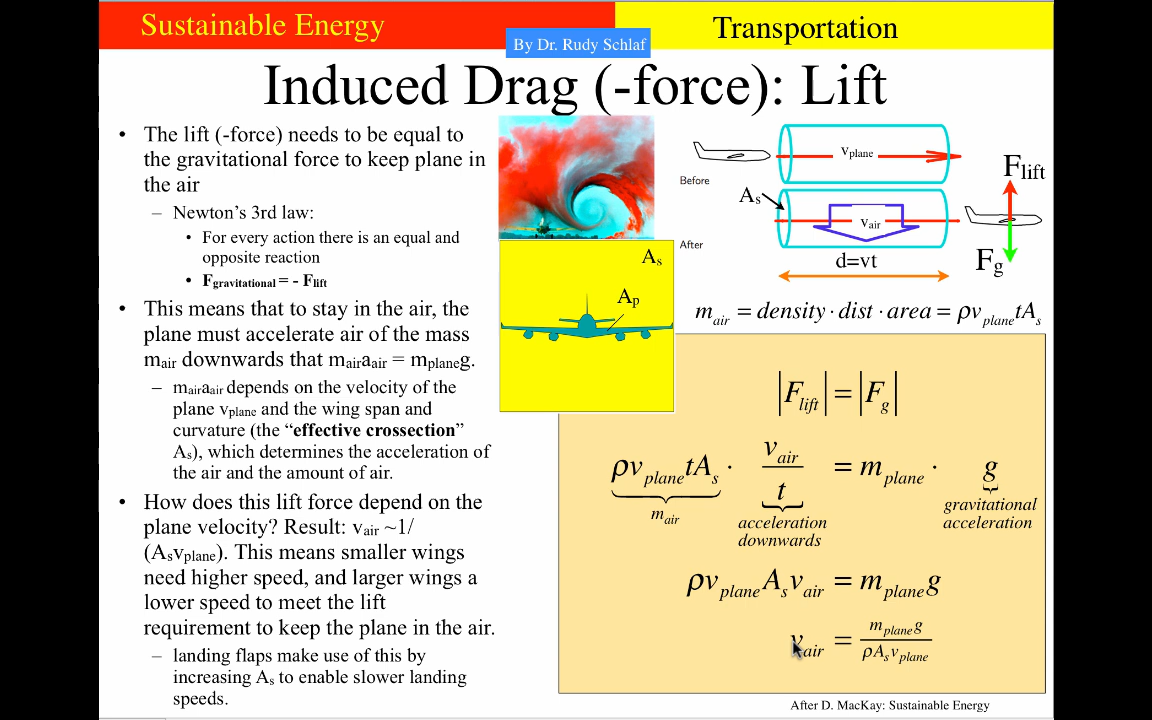 Sustainable Energy
Transportation
By Dr. Rudy Schlaf
Induced Drag (-force): Lift
• The lift (-force) needs to be equal to
the gravitational force to keep plane in
the air
– Newton's 3rd law:
• For every action there is an equal and
opposite reaction
• Fgravitational = - Flift
• This means that to stay in the air, the
plane must accelerate air of the mass
mair downwards that mairaair = mplaneg.
– mairaair depends on the velocity of the
plane vplane and the wing span and
curvature (the “effective crossection”
As), which determines the acceleration of
the air and the amount of air.
• How does this lift force depend on the
plane velocity? Result: vair ~1/
(Asvplane). This means smaller wings
need higher speed, and larger wings a
lower speed to meet the lift
requirement to keep the plane in the air.
– landing flaps make use of this by
increasing As to enable slower landing
speeds.
As
Ap
vplane
Before
As
vair
After
d=vt
Flift
Fg
mair = density · dist · area = ρvplanetAs
|Flift| = |Fg|
ρvplanetAs · vair/t = mplane · g
mair
acceleration
downwards
gravitational
acceleration
ρvplaneAsvair = mplaneg
vair = mplaneg/ρAsvplane
After D. MacKay: Sustainable Energy